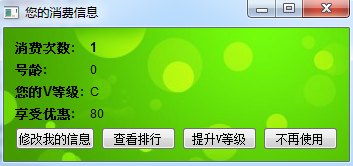 您的消费信息
消费次数： 1
号龄： 0
您的V等级： C
享受优惠： 80
修改我的信息 查看排行 提升V等级 不再使用